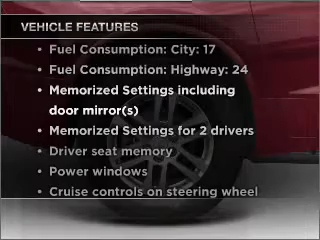 VEHICLE FEATURES
• Fuel Consumption: City: 17
• Fuel Consumption: Highway: 24
• Memorized Settings including
door mirror(s)
• Memorized Settings for 2 drivers
• Driver seat memory
• Power windows
• Cruise controls on steering wheel